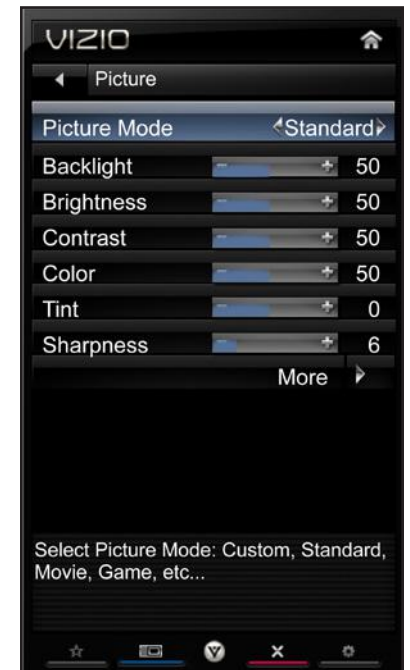 VIZIO
Picture
Picture Mode Standard
Backlight - + 50
Brightness - + 50
Contrast - + 50
Color - + 50
Tint - + 0
Sharpness - + 6
More
Select Picture Mode: Custom, Standard,
Movie, Game, etc...
V